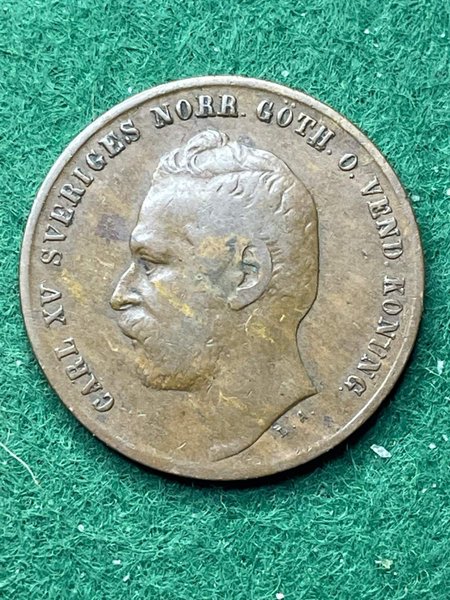 CARL XV SVERIGES NORR. GÖTH. O. VEND KONUNG.
L. A.